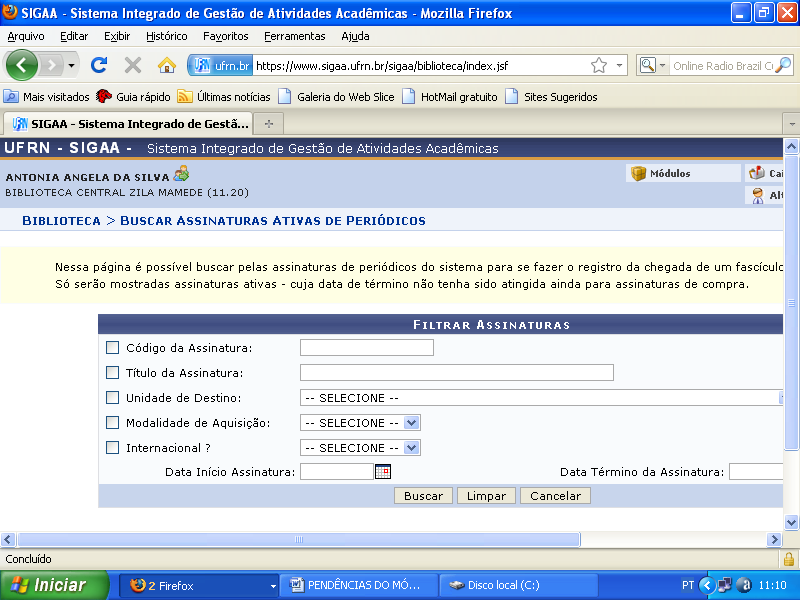 SIGAA - Sistema Integrado de Gestão de Atividades Acadêmicas - Mozilla Firefox
Arquivo Editar Exibir Histórico Favoritos Ferramentas Ajuda
ufrn.br https://www.sigaa.ufrn.br/sigaa/biblioteca/index.jsf Online Radio Brazil
Mais visitados Guia rápido Últimas notícias Galeria do Web Slice HotMail gratuito Sites Sugeridos
SIGAA - Sistema Integrado de Gestã...
UFRN - SIGAA - Sistema Integrado de Gestão de Atividades Acadêmicas
ANTONIA ANGELA DA SILVA Módulos Cai
BIBLIOTECA CENTRAL ZILA MAMEDE (11.20) Alt
BIBLIOTECA > BUSCAR ASSINATURAS ATIVAS DE PERIÓDICOS
Nessa página é possível buscar pelas assinaturas de periódicos do sistema para se fazer o registro da chegada de um fascículo
Só serão mostradas assinaturas ativas - cuja data de término não tenha sido atingida ainda para assinaturas de compra.
FILTRAR ASSINATURAS
Código da Assinatura:
Título da Assinatura:
Unidade de Destino: -- SELECIONE --
Modalidade de Aquisição: -- SELECIONE --
Internacional ? -- SELECIONE --
Data Início Assinatura: Data Término da Assinatura:
Buscar Limpar Cancelar
Concluído
Iniciar 2 Firefox PENDÊNCIAS DO MÓ... Disco local (C:) PT 11:10